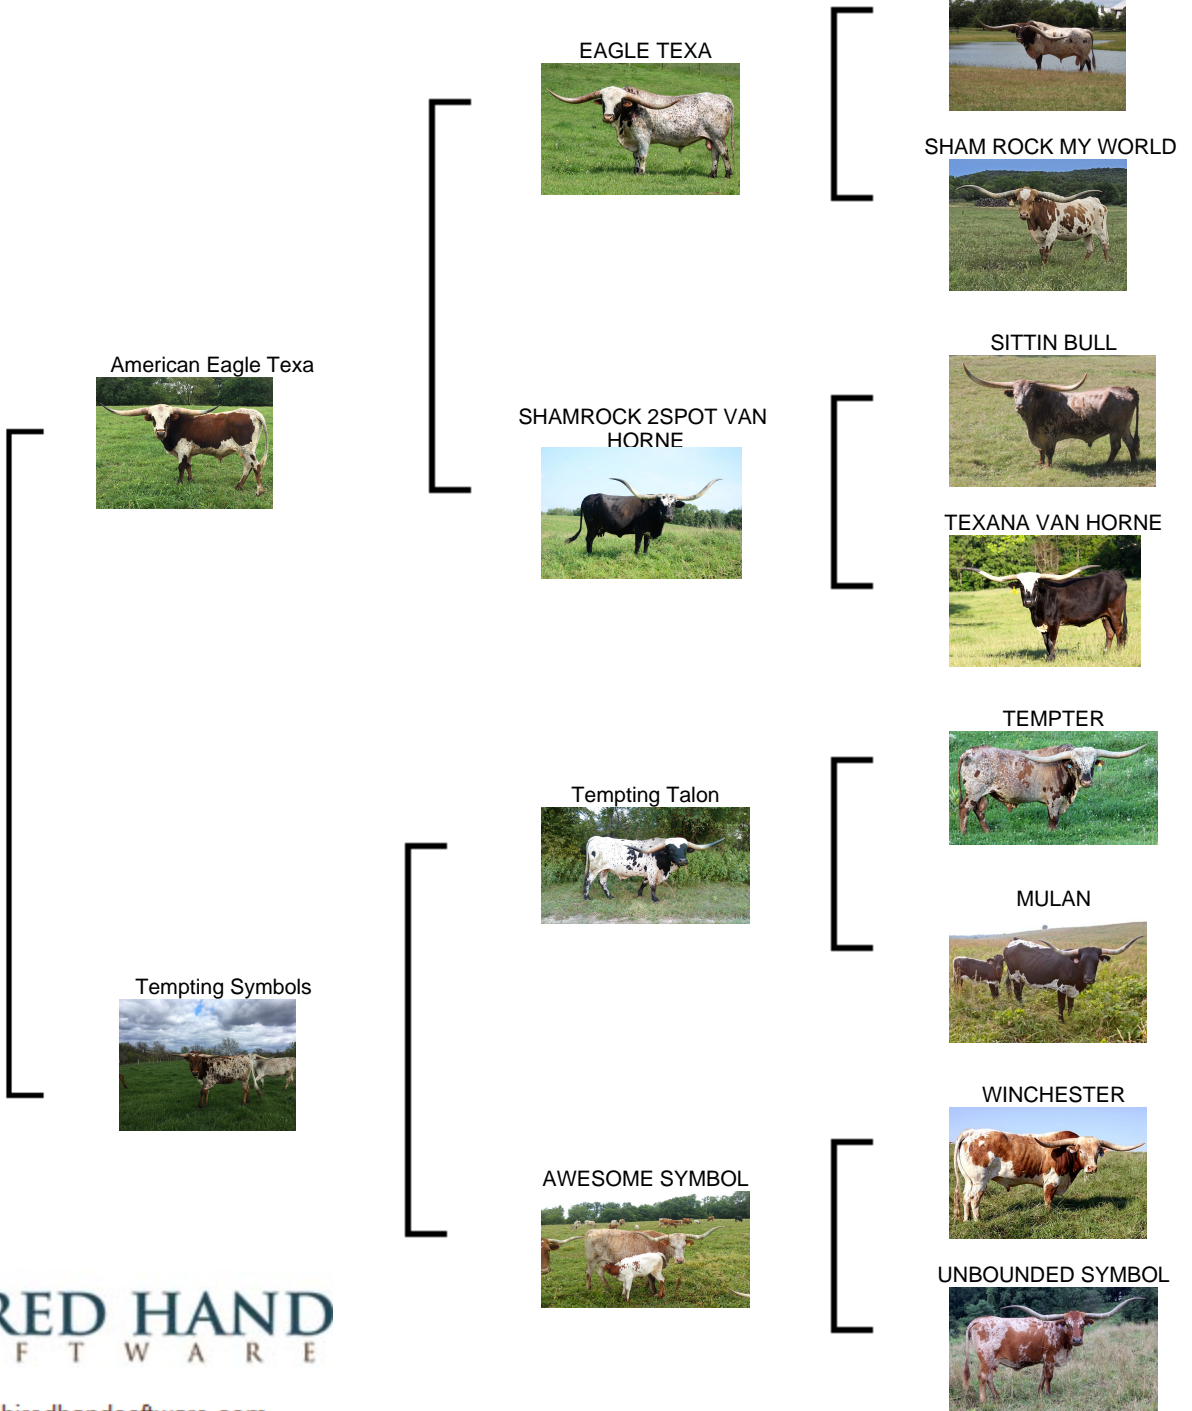 EAGLE TEXA
SHAM ROCK MY WORLD
American Eagle Texa
SITTIN BULL
SHAMROCK 2SPOT VAN
HORNE
TEXANA VAN HORNE
TEMPTER
Tempting Talon
MULAN
Tempting Symbols
WINCHESTER
AWESOME SYMBOL
UNBOUNDED SYMBOL
RED HAND
F T W A R E